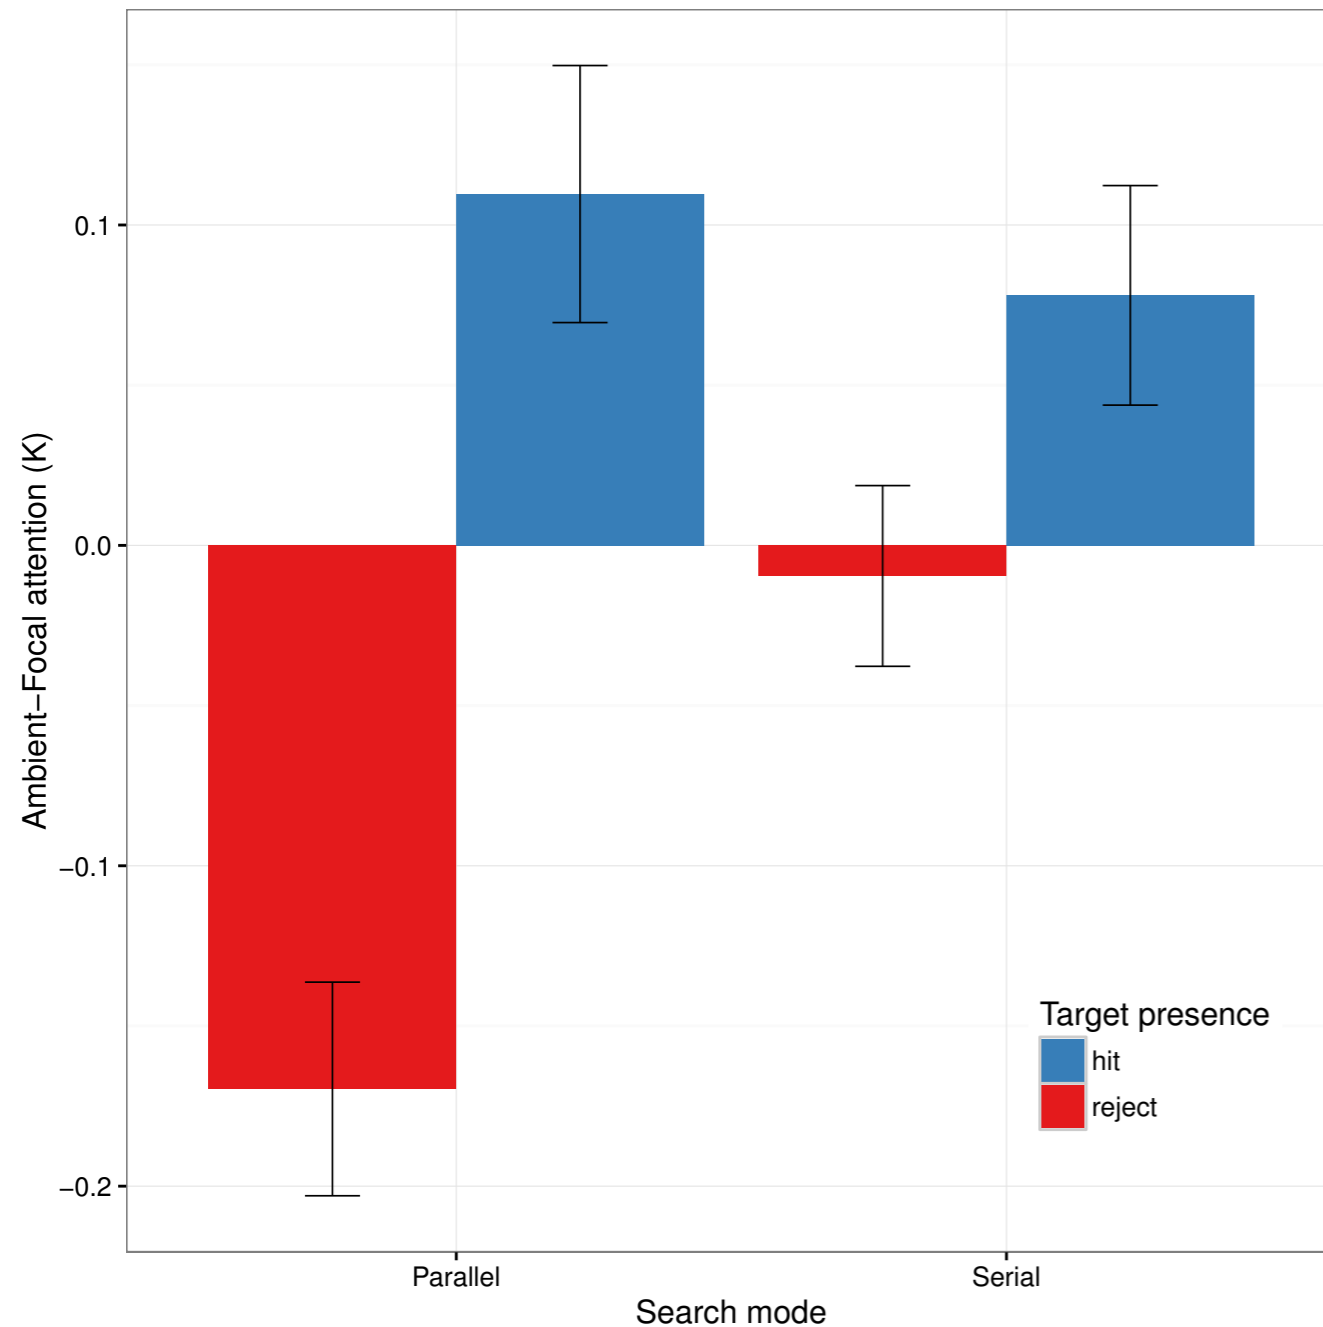 Ambient−Focal attention (K)
0.1
0.0
−0.1
−0.2
Parallel
Serial
Search mode
Target presence
hit
reject